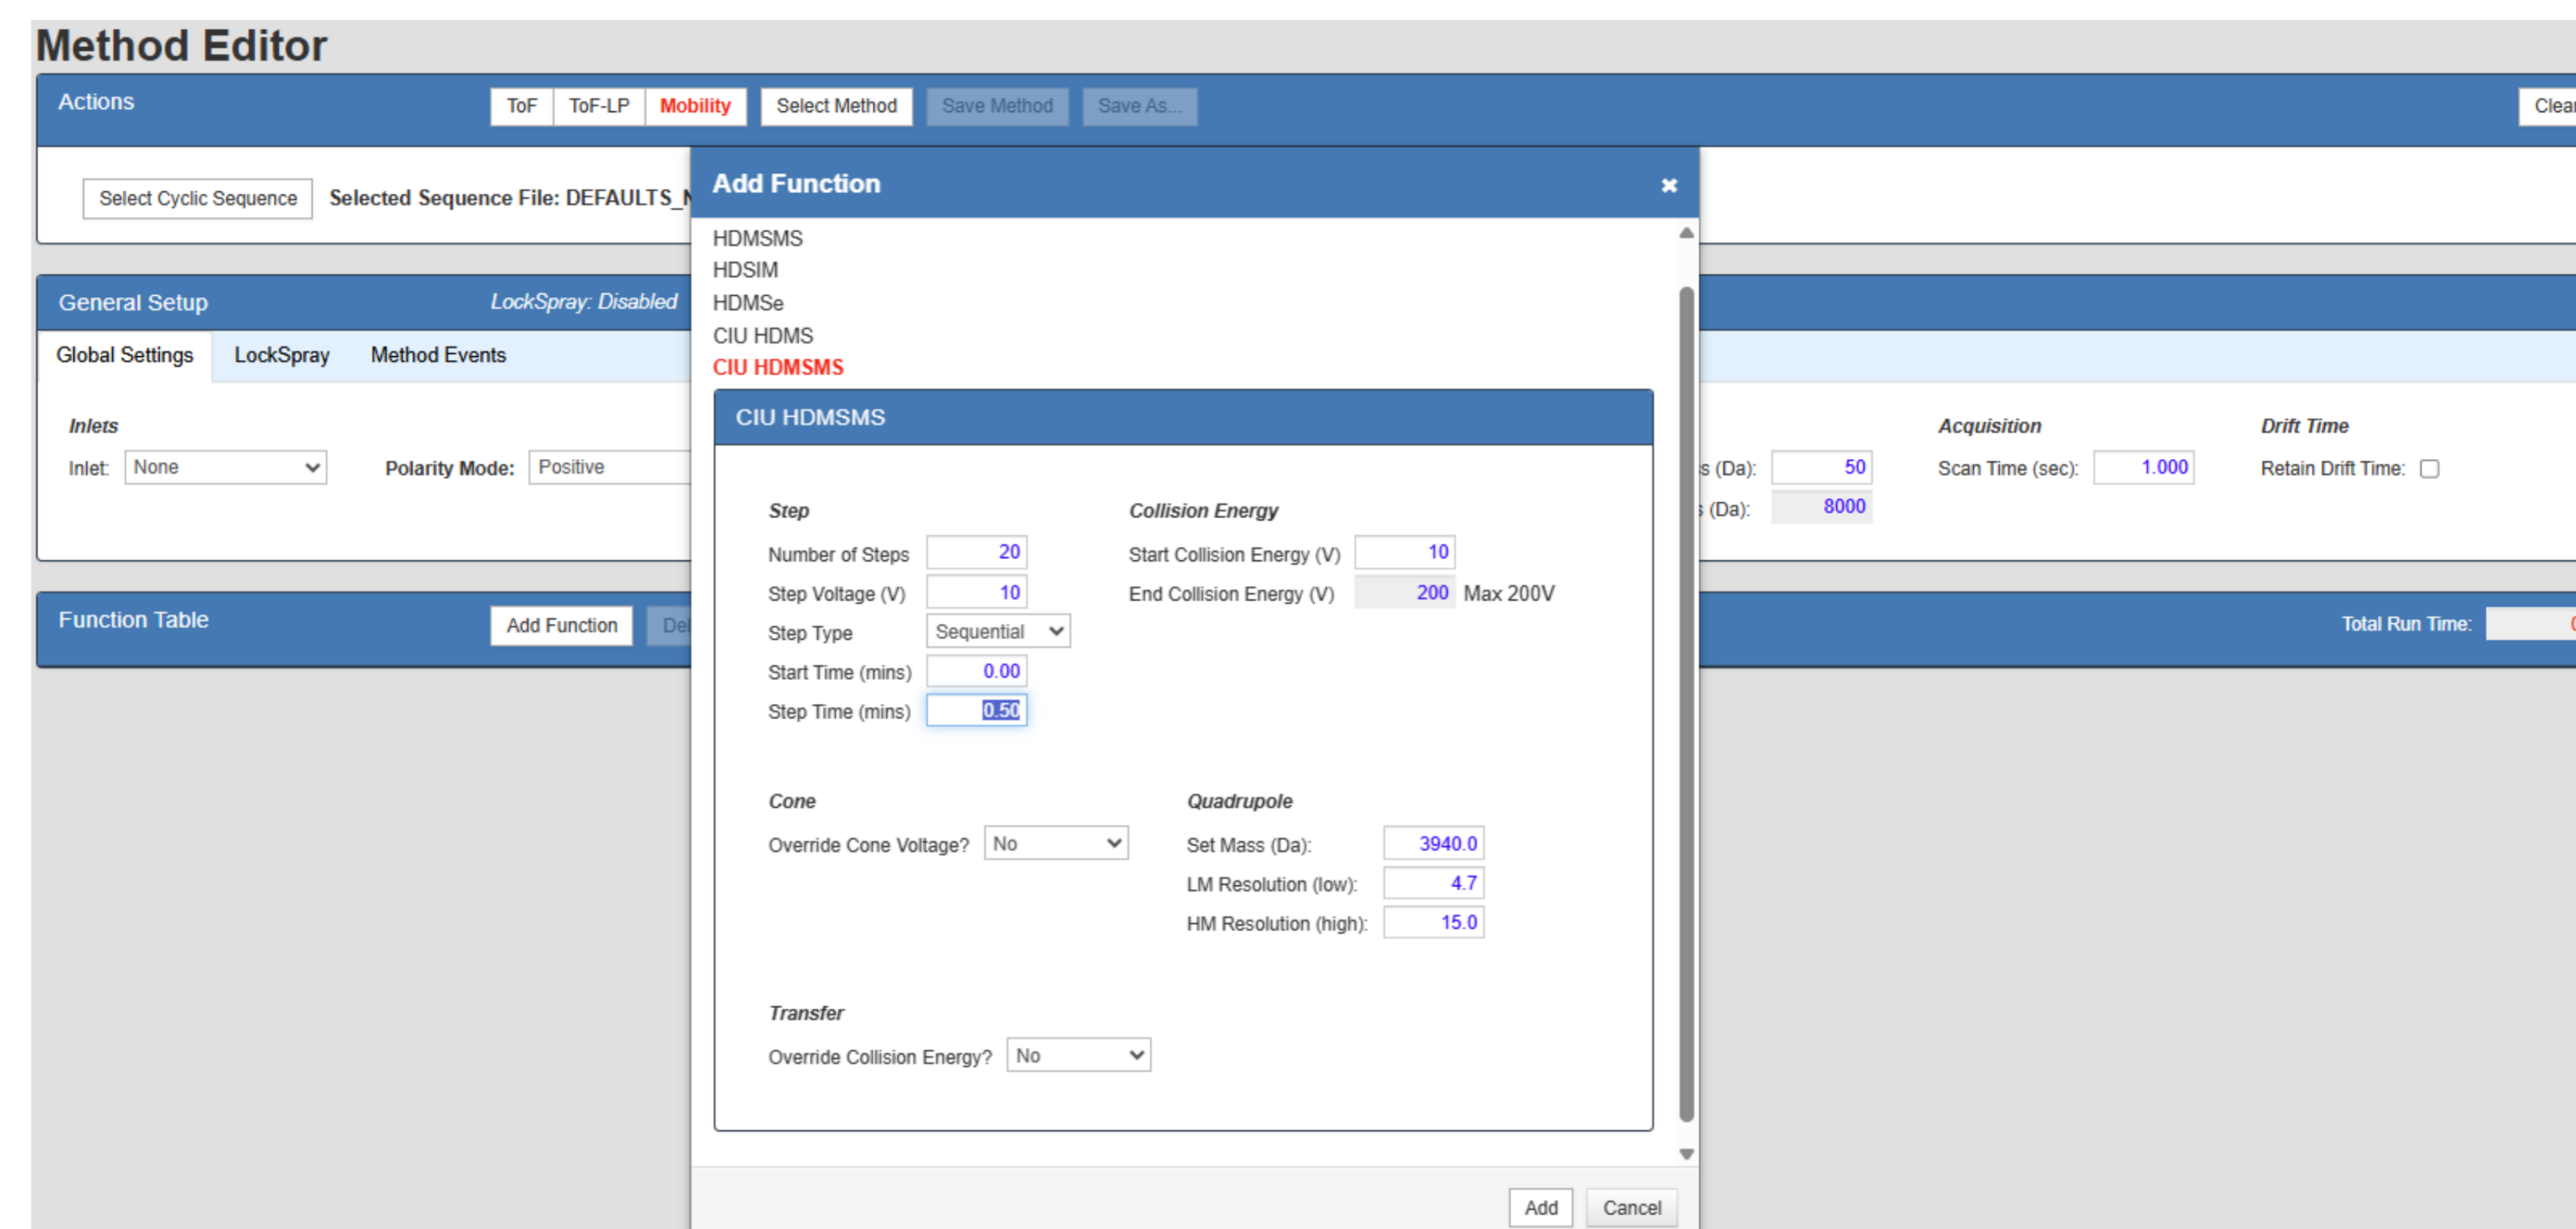 Method Editor
Actions ToF ToF-LP Mobility Select Method Save Method Save As...
Select Cyclic Sequence Selected Sequence File: DEFAULTS_
Add Function
HDMSMS
HDSIM
HDMSe
CIU HDMS
CIU HDMSMS
CIU HDMSMS
Step Collision Energy
Number of Steps 20 Start Collision Energy (V) 10
Step Voltage (V) 10 End Collision Energy (V) 200 Max 200V
Step Type Sequential
Start Time (mins) 0.00
Step Time (mins) 0.50
Cone Quadrupole
Override Cone Voltage? No Set Mass (Da): 3940.0
LM Resolution (low): 4.7
HM Resolution (high): 15.0
Transfer
Override Collision Energy? No
Add Cancel
General Setup LockSpray: Disabled
Global Settings LockSpray Method Events
Inlets Acquisition Drift Time
Inlet: None Polarity Mode: Positive (Da): 50 Scan Time (sec): 1.000 Retain Drift Time:
(Da): 8000
Function Table Add Function Total Run Time: